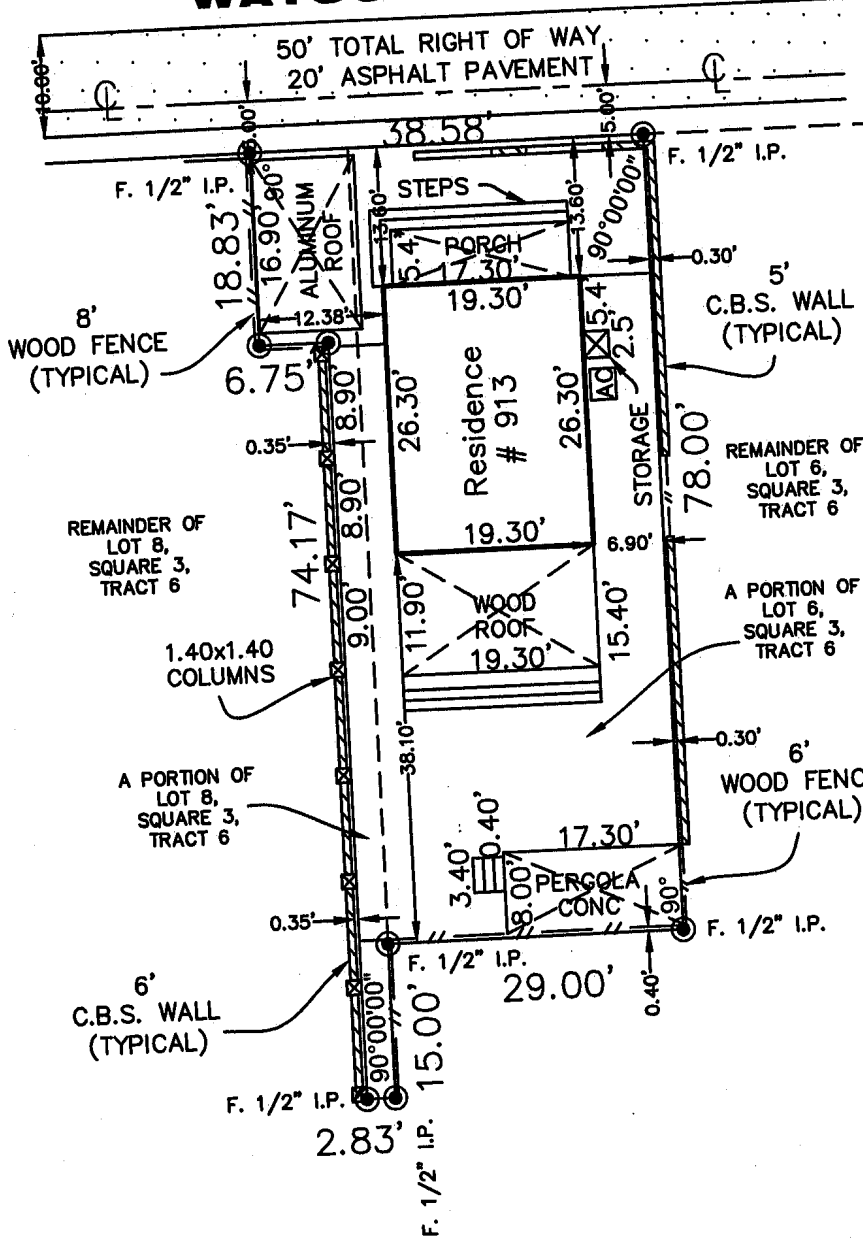 50' TOTAL RIGHT OF WAY
20' ASPHALT PAVEMENT
10.00'
38.58'
5.00'
F. 1/2" I.P.
F. 1/2" I.P.
STEPS
18.83'
16.90'
90°
ALUMINUM
ROOF
13.60'
13.60'
90°00'00"
5.4'
PORCH
17.30'
19.30'
0.30'
5'
C.B.S. WALL
(TYPICAL)
8'
WOOD FENCE
(TYPICAL)
12.38'
6.75'
5.4'
2.5'
AC
STORAGE
8.90'
0.35'
26.30'
Residence
# 913
26.30'
78.00'
REMAINDER OF
LOT 6,
SQUARE 3,
TRACT 6
REMAINDER OF
LOT 8,
SQUARE 3,
TRACT 6
74.17'
8.90'
9.00'
19.30'
6.90'
11.90'
WOOD
ROOF
19.30'
15.40'
A PORTION OF
LOT 6,
SQUARE 3,
TRACT 6
1.40x1.40
COLUMNS
38.10'
0.30'
A PORTION OF
LOT 8,
SQUARE 3,
TRACT 6
6'
WOOD FENC
(TYPICAL)
17.30'
3.40'
0.40'
8.00'
PERGOLA
CONC
90°
0.35'
F. 1/2" I.P.
F. 1/2" I.P.
29.00'
0.40'
6'
C.B.S. WALL
(TYPICAL)
90°00'00"
15.00'
F. 1/2" I.P.
2.83'
F. 1/2" I.P.